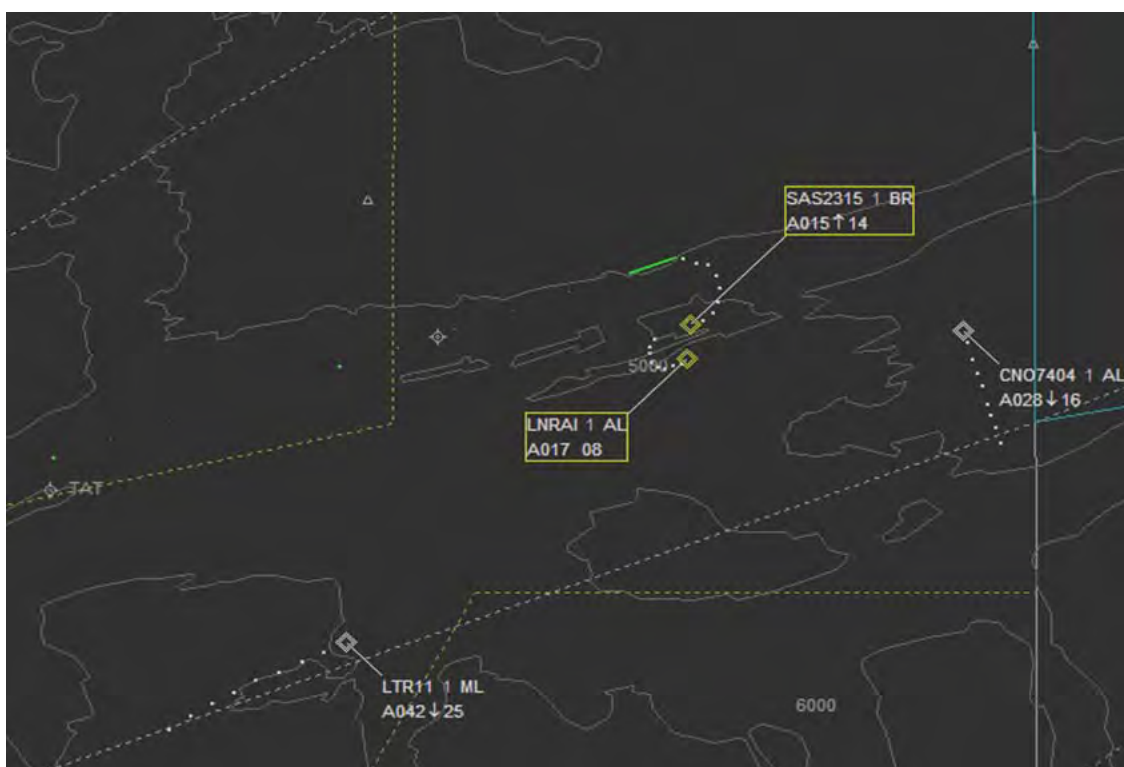 SAS2315 1 BR
A015↑14
5000
CNO7404 1 AL
A028↓16
LNRAI 1 AL
A017 08
TAT
LTR11 1 ML
A042↓25
6000